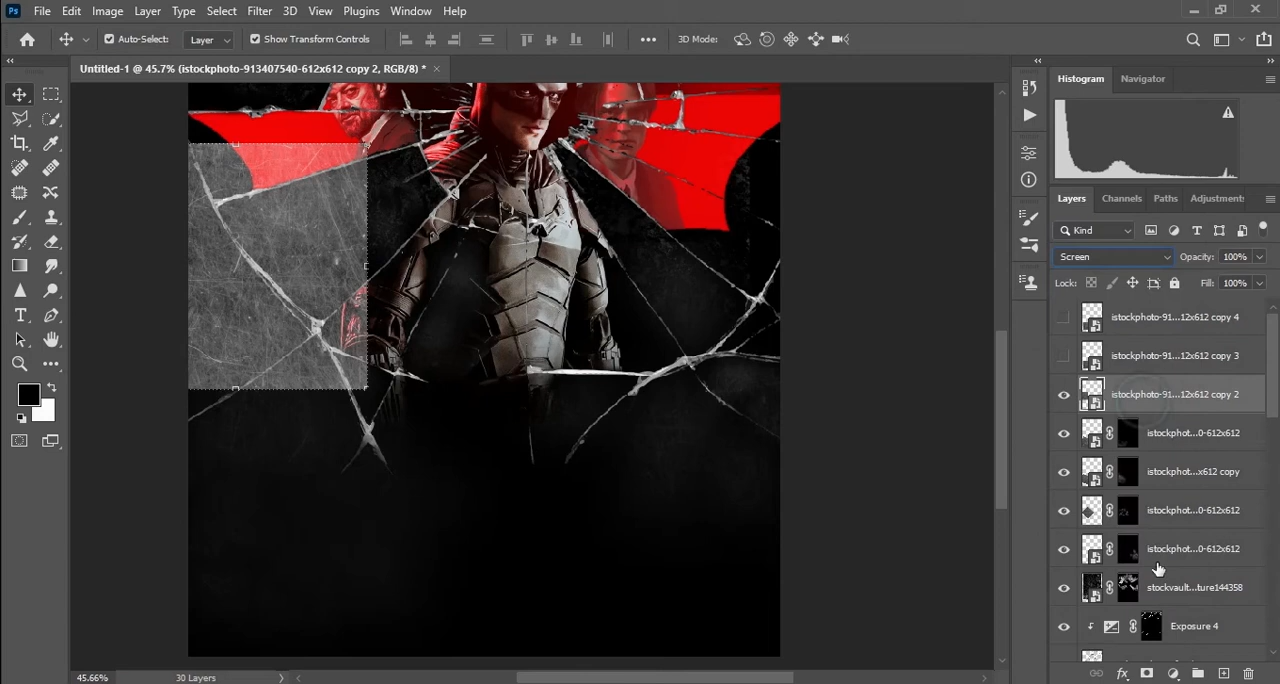 Ps File Edit Image Layer Type Select Filter 3D View Plugins Window Help
Auto-Select: Layer Show Transform Controls 3D Mode:
Untitled-1 @ 45.7% (istockphoto-913407540-612x612 copy 2, RGB/8) *
Histogram Navigator
Layers Channels Paths Adjustments
Kind
Screen Opacity: 100%
Lock: Fill: 100%
istockphoto-91...12x612 copy 4
istockphoto-91...12x612 copy 3
istockphoto-91...12x612 copy 2
istockphot...0-612x612
istockphot...x612 copy
istockphot...0-612x612
istockphot...0-612x612
stockvault...ture144358
Exposure 4
45.66% 30 Layers